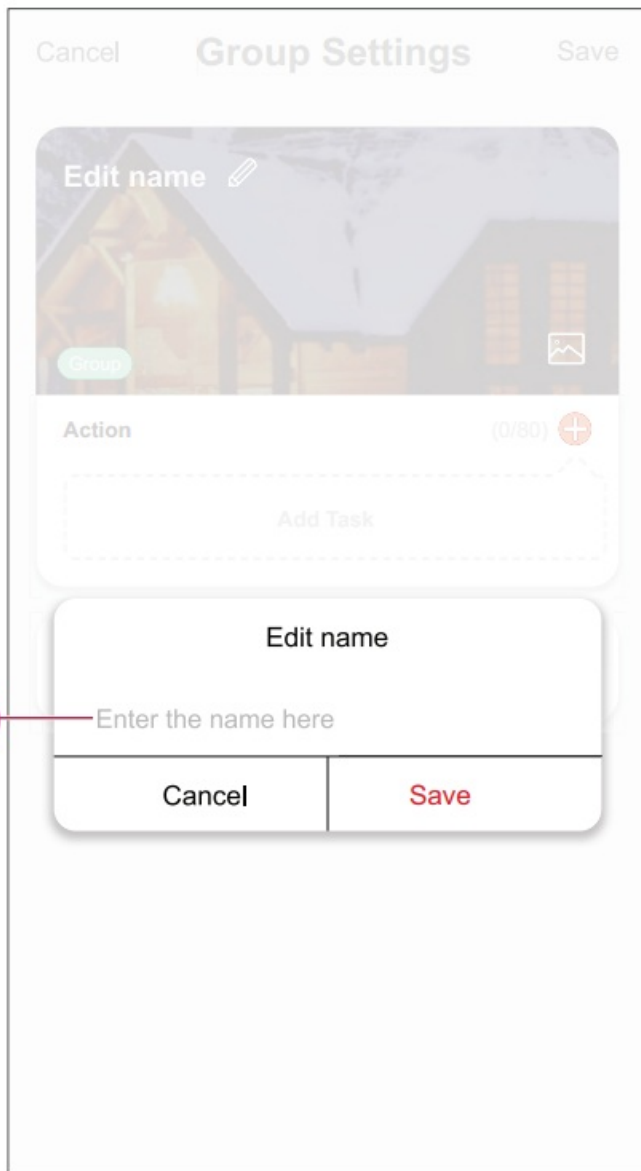 Cancel Group Settings Save
Edit name
Group
Action (0/80)
Add Task
Edit name
Enter the name here
Cancel Save